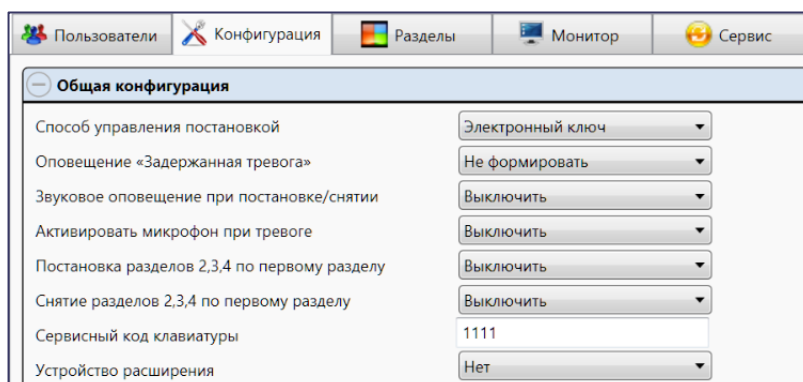 Пользователи Конфигурация Разделы Монитор Сервис
Общая конфигурация
Способ управления постановкой Электронный ключ
Оповещение «Задержанная тревога» Не формировать
Звуковое оповещение при постановке/снятии Выключить
Активировать микрофон при тревоге Выключить
Постановка разделов 2,3,4 по первому разделу Выключить
Снятие разделов 2,3,4 по первому разделу Выключить
Сервисный код клавиатуры 1111
Устройство расширения Нет